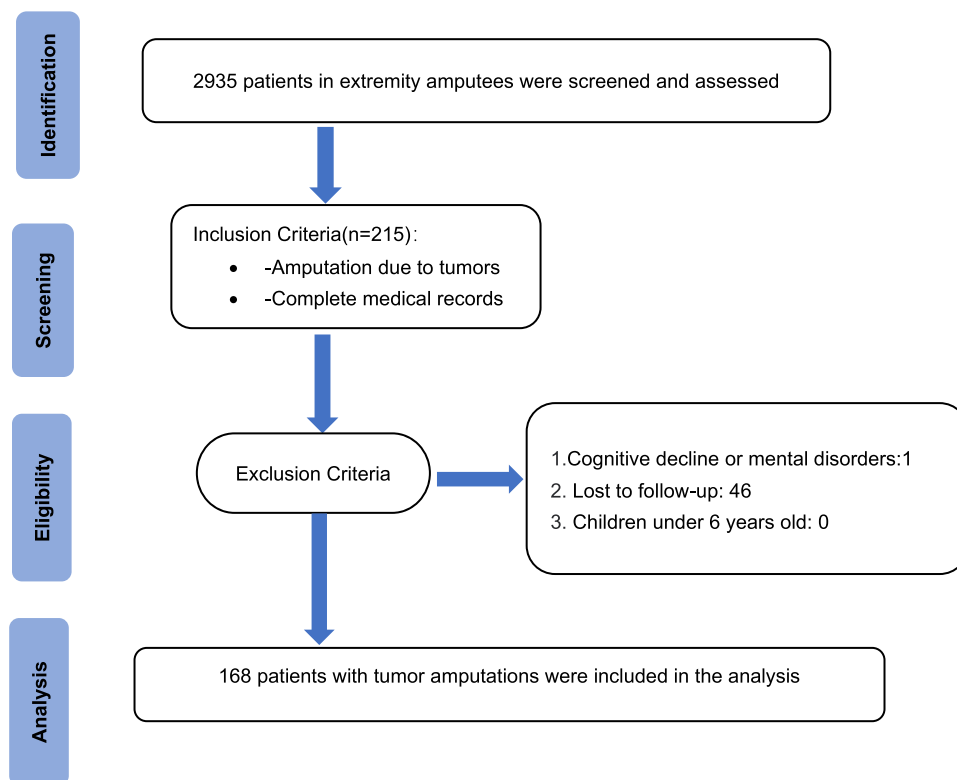 Identification
2935 patients in extremity amputees were screened and assessed
Screening
Inclusion Criteria(n=215):
• -Amputation due to tumors
• -Complete medical records
Eligibility
Exclusion Criteria
1.Cognitive decline or mental disorders:1
2. Lost to follow-up: 46
3. Children under 6 years old: 0
Analysis
168 patients with tumor amputations were included in the analysis